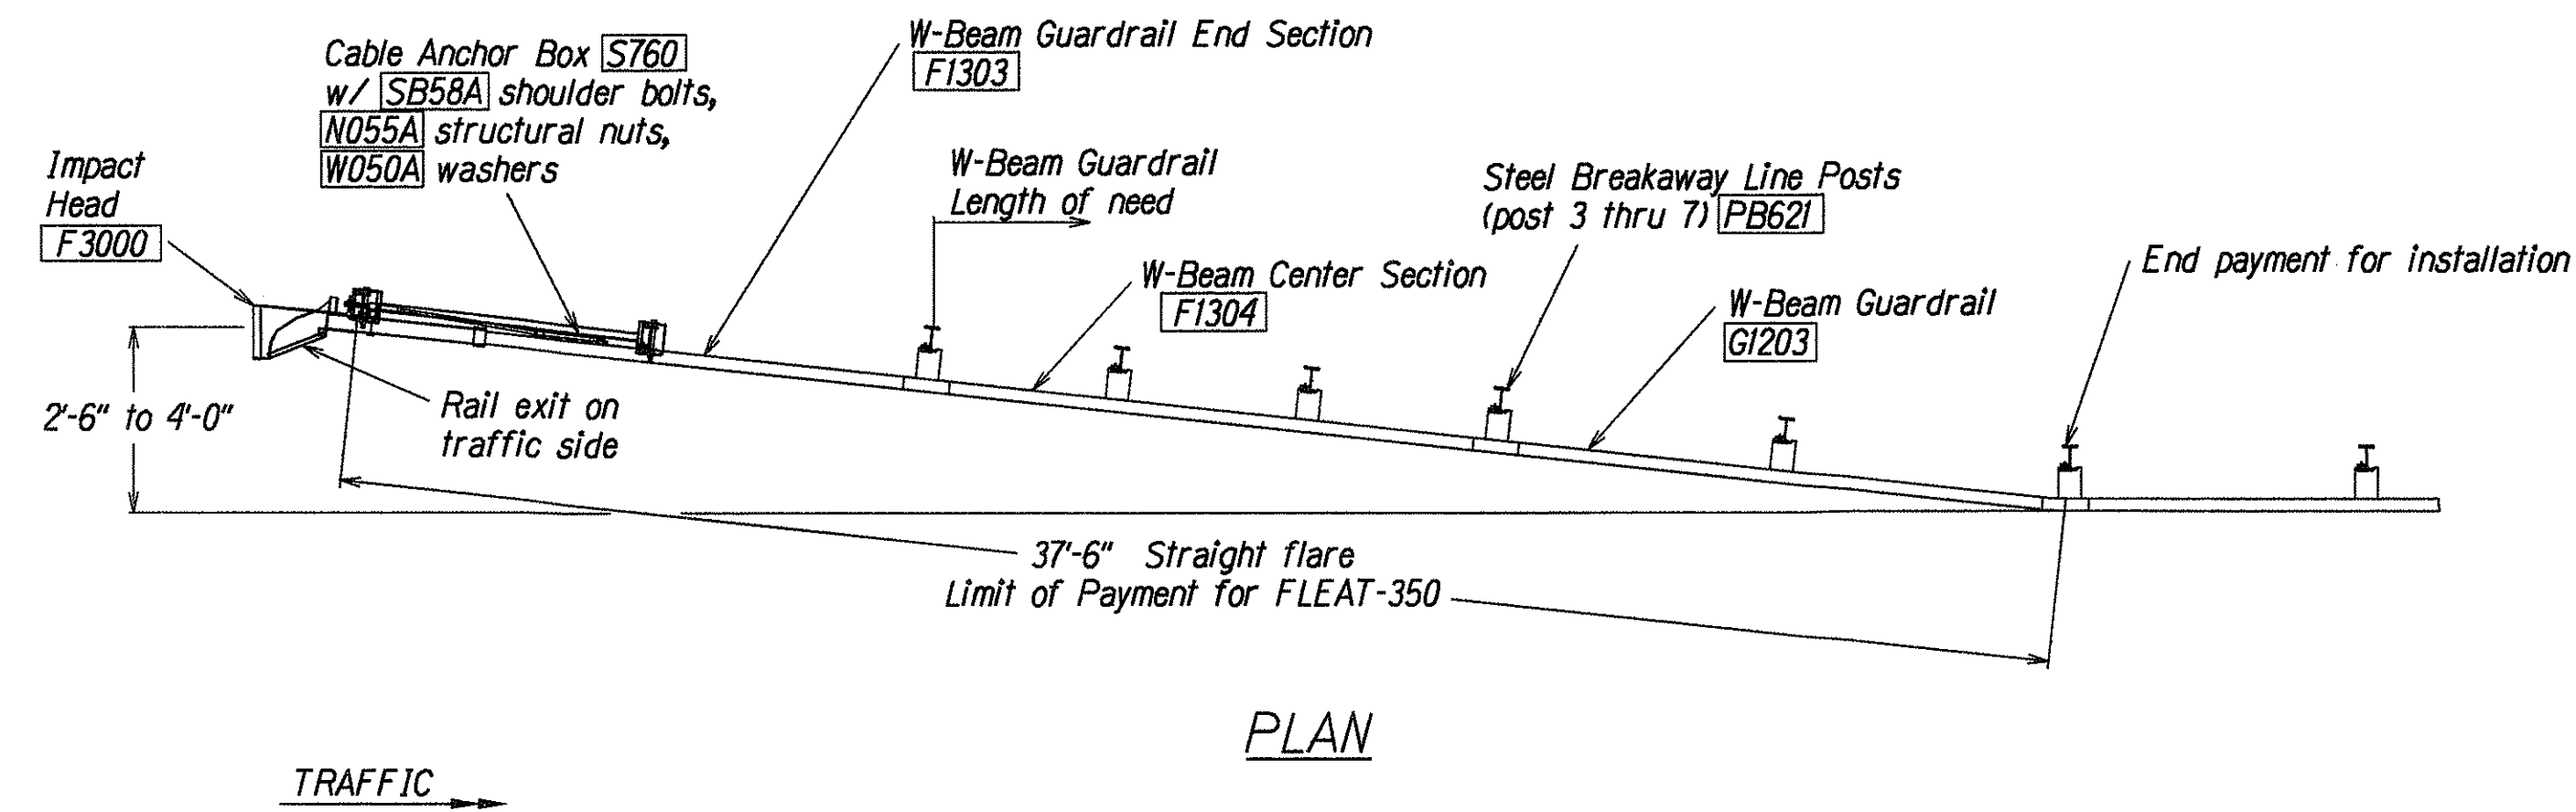 W-Beam Guardrail End Section
F1303
Cable Anchor Box S760
w/ SB58A shoulder bolts,
N055A structural nuts,
W050A washers
Impact
Head
F3000
W-Beam Guardrail
Length of need
Steel Breakaway Line Posts
(post 3 thru 7) PB621
End payment for installation
W-Beam Center Section
F1304
W-Beam Guardrail
G1203
2'-6" to 4'-0"
Rail exit on
traffic side
37'-6" Straight flare
Limit of Payment for FLEAT-350
PLAN
TRAFFIC